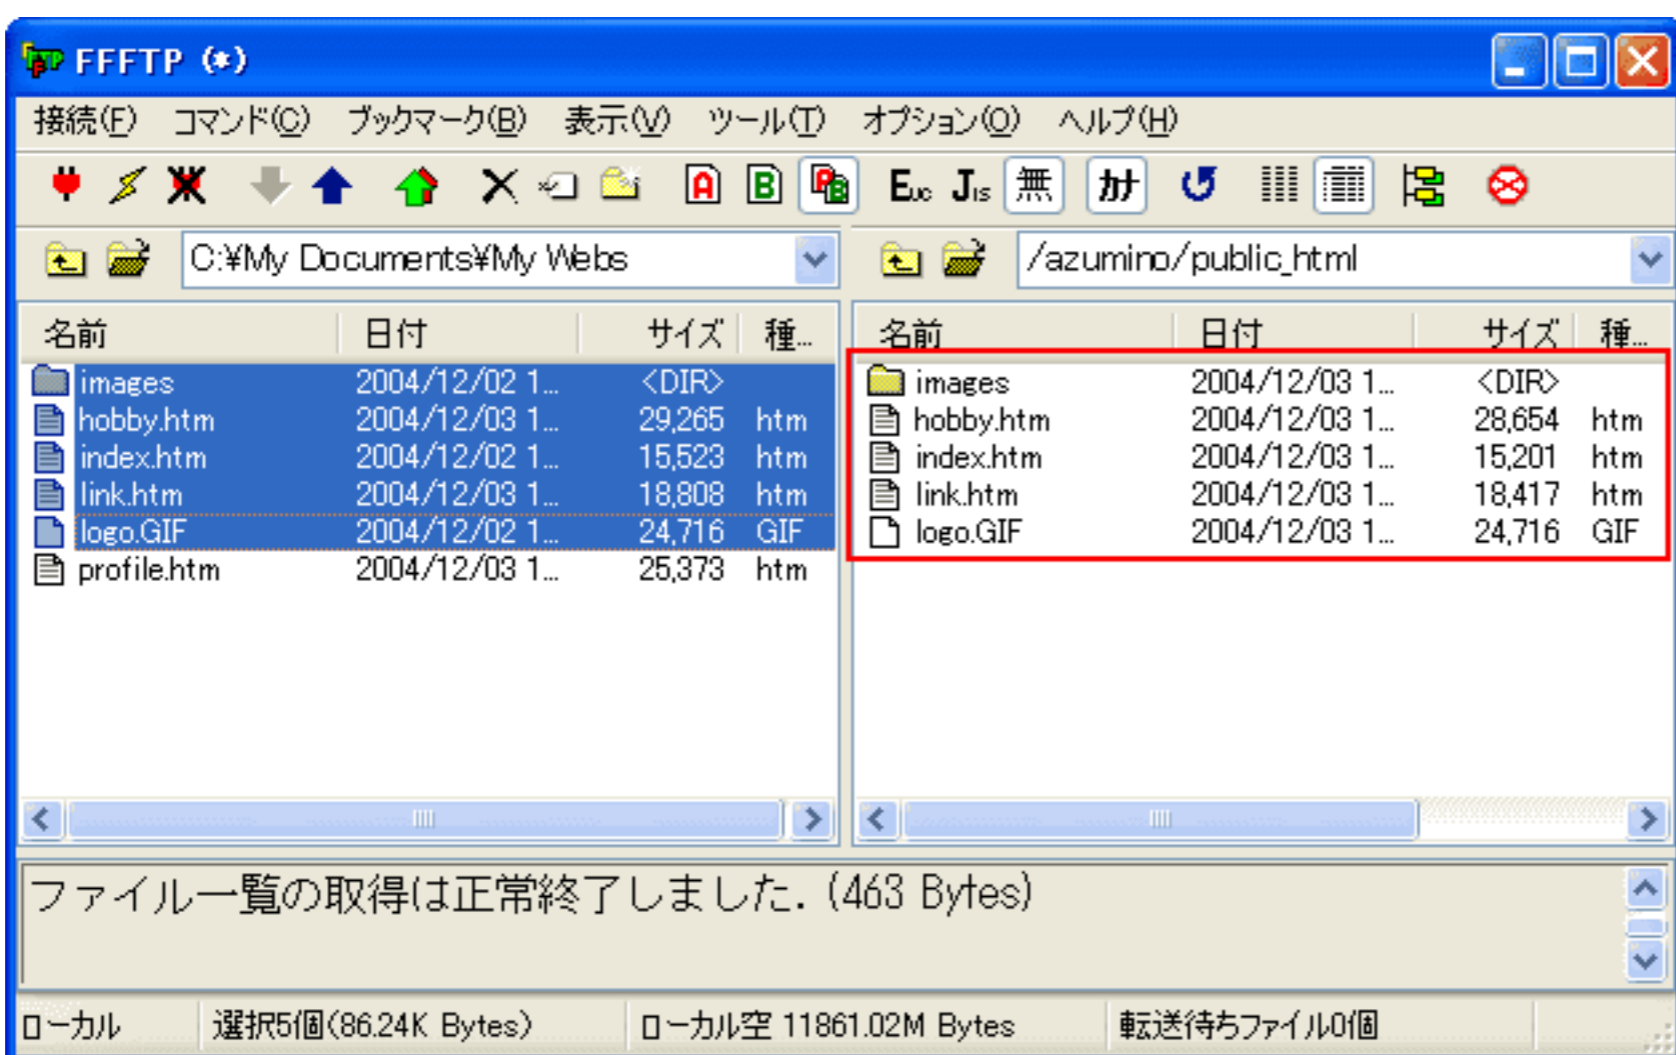 FFFTP (*)
接続(F) コマンド(C) ブックマーク(B) 表示(V) ツール(T) オプション(O) ヘルプ(H)
A B B EUC JIS 無 カナ
C:¥My Documents¥My Webs
/azumino/public_html
名前 日付 サイズ 種...
images 2004/12/02 1... <DIR>
hobby.htm 2004/12/03 1... 29,265 htm
index.htm 2004/12/02 1... 15,523 htm
link.htm 2004/12/03 1... 18,808 htm
logo.GIF 2004/12/02 1... 24,716 GIF
profile.htm 2004/12/03 1... 25,373 htm
名前 日付 サイズ 種...
images 2004/12/03 1... <DIR>
hobby.htm 2004/12/03 1... 28,654 htm
index.htm 2004/12/03 1... 15,201 htm
link.htm 2004/12/03 1... 18,417 htm
logo.GIF 2004/12/03 1... 24,716 GIF
ファイル一覧の取得は正常終了しました. (463 Bytes)
ローカル 選択5個(86.24K Bytes) ローカル空 11861.02M Bytes 転送待ちファイル0個